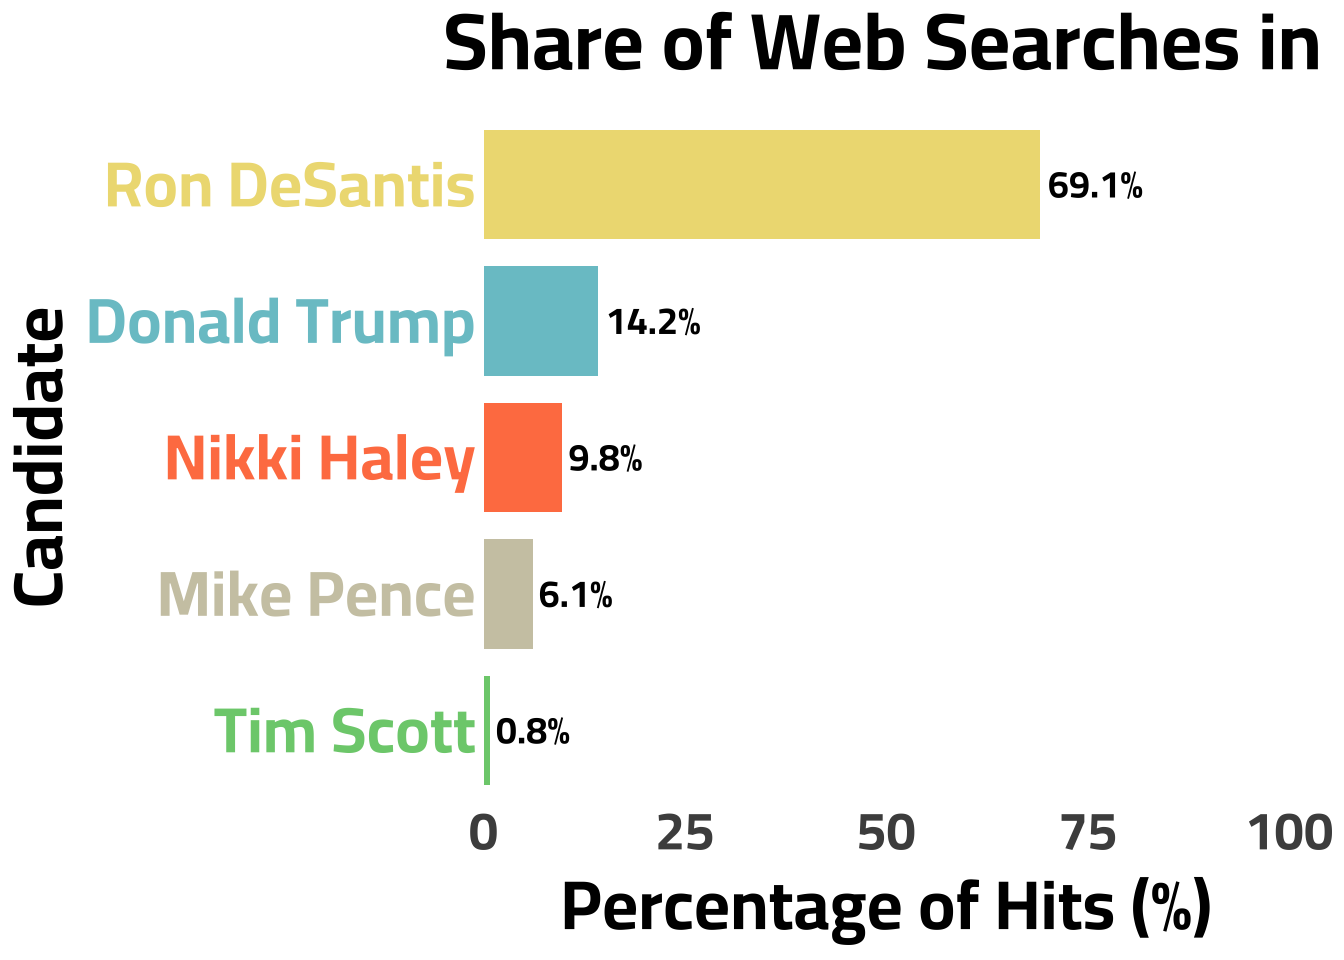 Share of Web Searches in
Candidate
Ron DeSantis 69.1%
Donald Trump 14.2%
Nikki Haley 9.8%
Mike Pence 6.1%
Tim Scott 0.8%
0 25 50 75 100
Percentage of Hits (%)